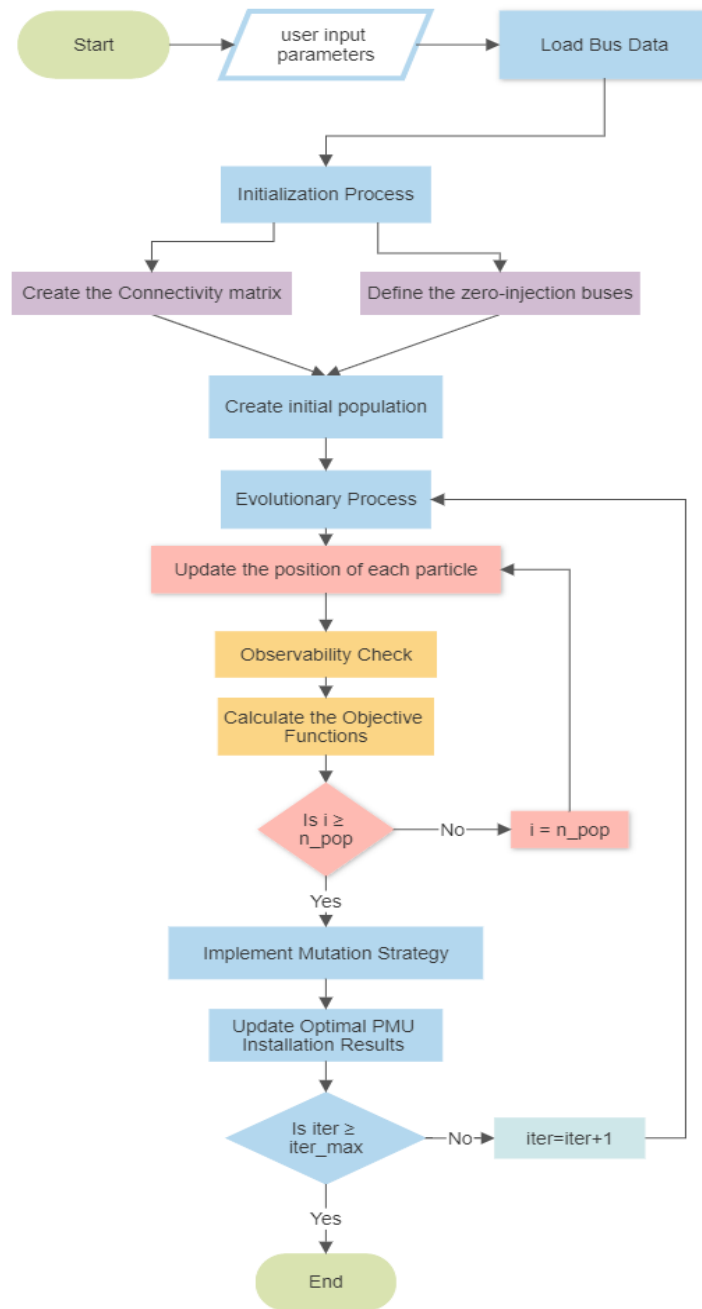 Start
user input
parameters
Load Bus Data
Initialization Process
Create the Connectivity matrix
Define the zero-injection buses
Create initial population
Evolutionary Process
Update the position of each particle
Observability Check
Calculate the Objective
Functions
Is i ≥
n_pop
No
i = n_pop
Yes
Implement Mutation Strategy
Update Optimal PMU
Installation Results
Is iter ≥
iter_max
No
iter=iter+1
Yes
End